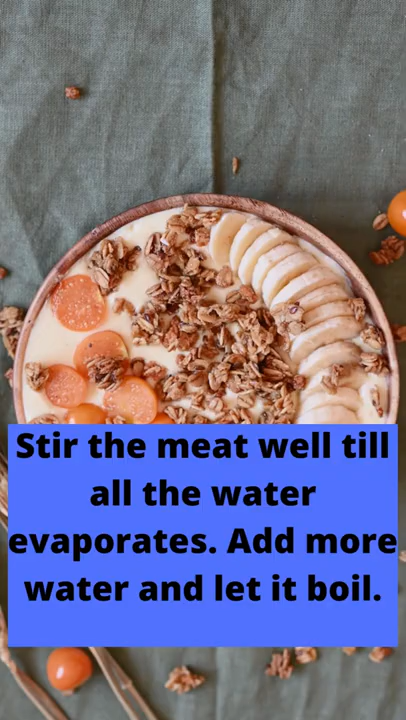 Stir the meat well till
all the water
evaporates. Add more
water and let it boil.